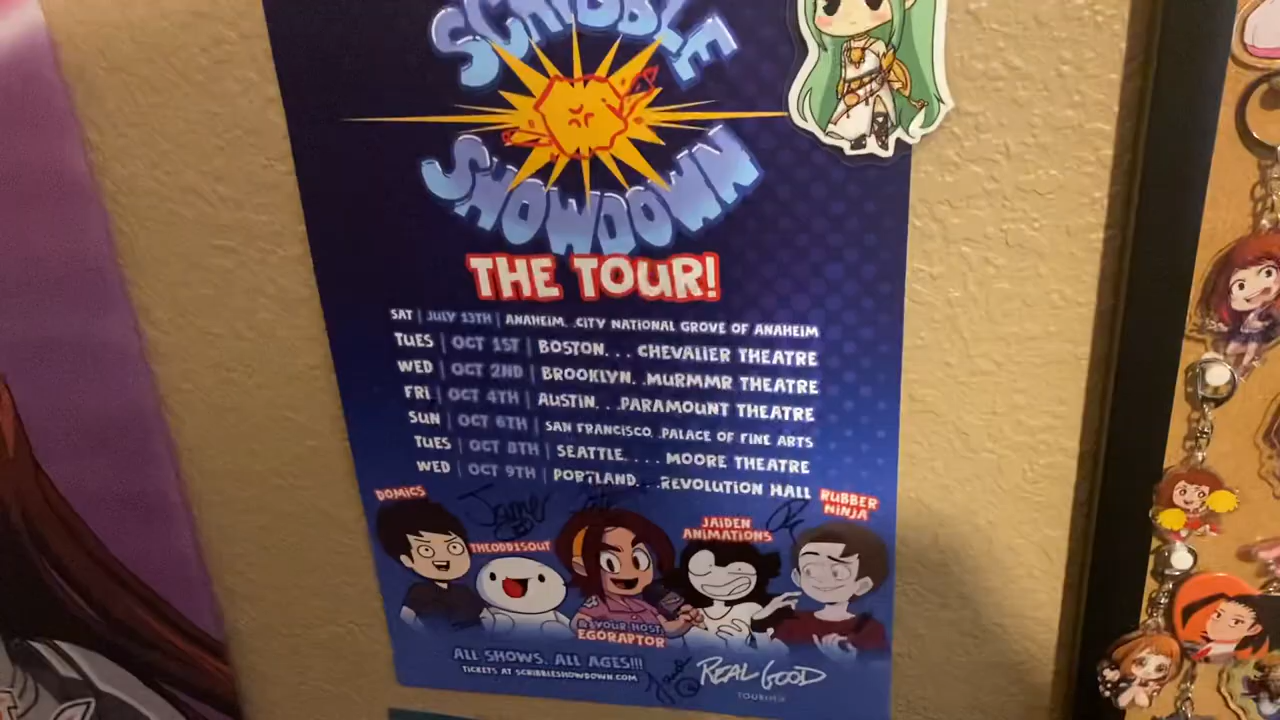 SCRIBBLE
SHOWDOWN
THE TOUR!
SAT | JULY 13TH | ANAHEIM. .CITY NATIONAL GROVE OF ANAHEIM
TUES | OCT 1ST | BOSTON. . . CHEVALIER THEATRE
WED | OCT 2ND | BROOKLYN. .MURMMR THEATRE
FRI | OCT 4TH | AUSTIN. . .PARAMOUNT THEATRE
SUN | OCT 6TH | SAN FRANCISCO. .PALACE OF FINE ARTS
TUES | OCT 8TH | SEATTLE. . . . MOORE THEATRE
WED | OCT 9TH | PORTLAND. . .REVOLUTION HALL
DOMICS
James
RUBBER
NINJA
THEODD1SOUT
JAIDEN
ANIMATIONS
& YOUR HOST,
EGORAPTOR
ALL SHOWS. ALL AGES!!!
TICKETS AT SCRIBBLESHOWDOWN.COM
REAL GOOD
TOURING